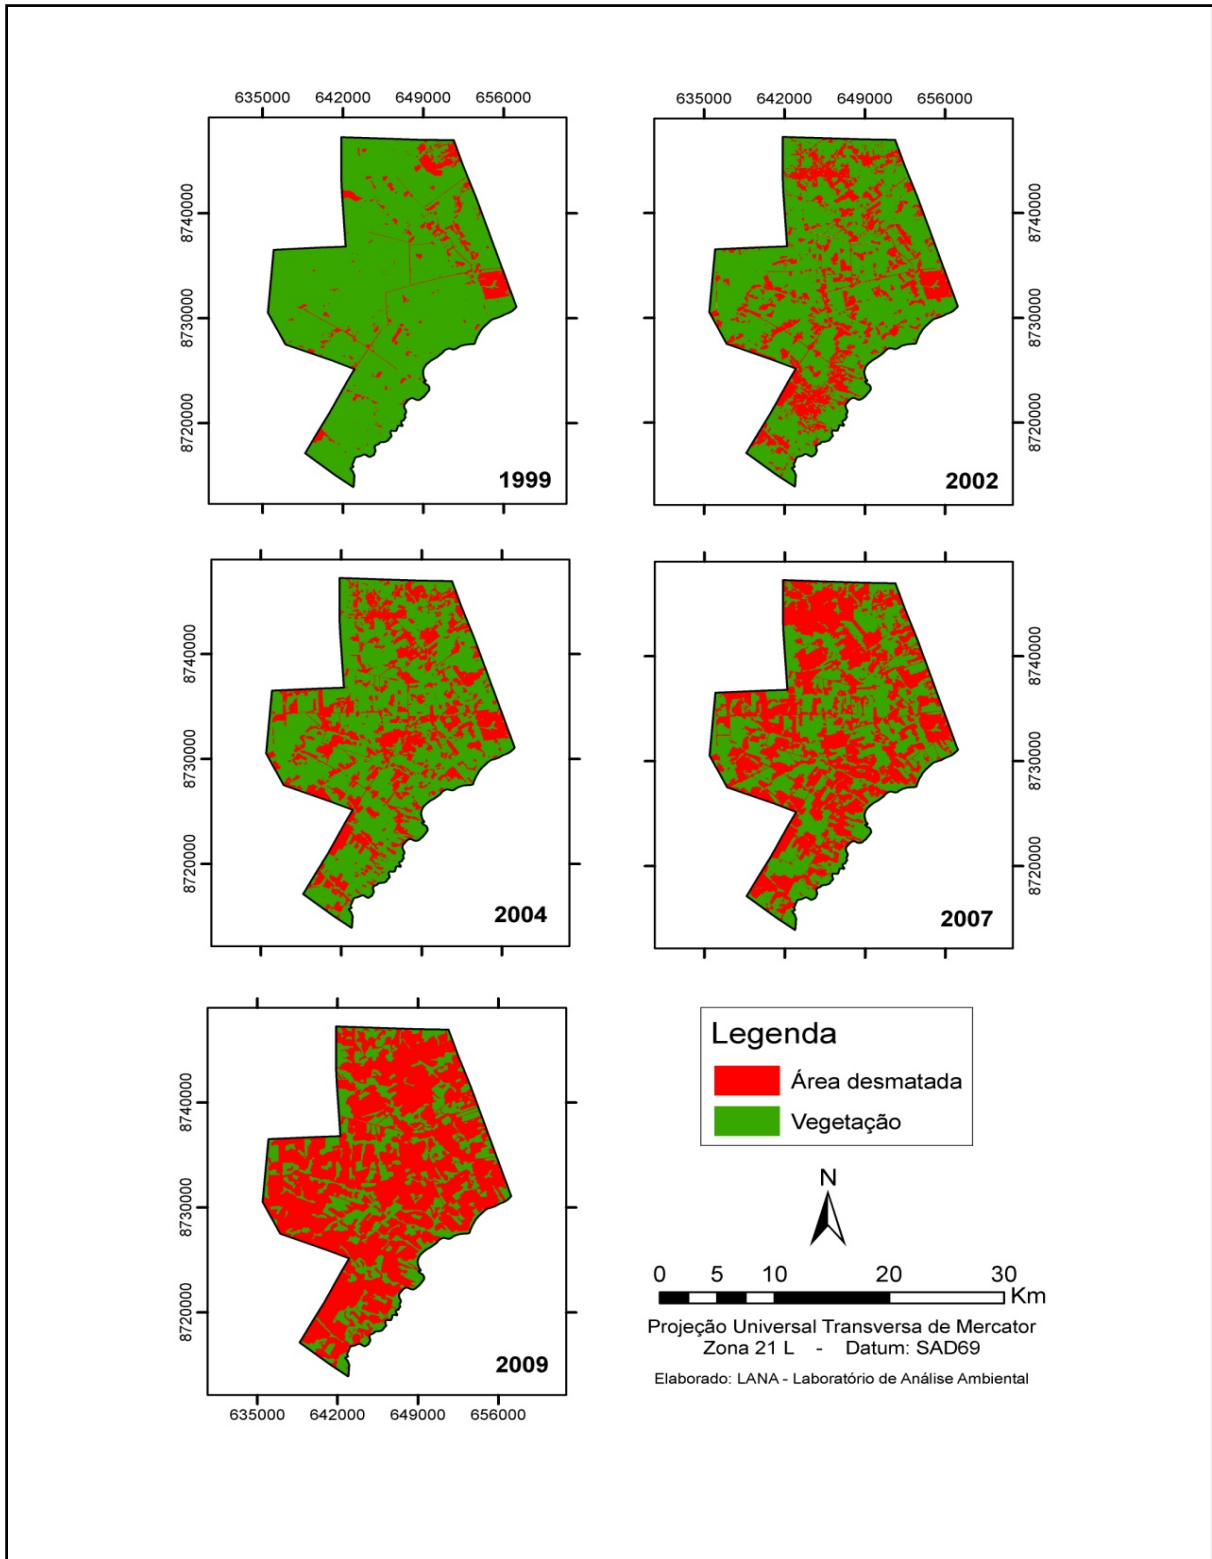 635000 642000 649000 656000
635000 642000 649000 656000
8740000
8730000
8720000
1999
8740000
8730000
8720000
2002
8740000
8730000
8720000
2004
8740000
8730000
8720000
2007
8740000
8730000
8720000
2009
635000 642000 649000 656000
Legenda
Área desmatada
Vegetação
N
0 5 10 20 30
Km
Projeção Universal Transversa de Mercator
Zona 21 L - Datum: SAD69
Elaborado: LANA - Laboratório de Análise Ambiental